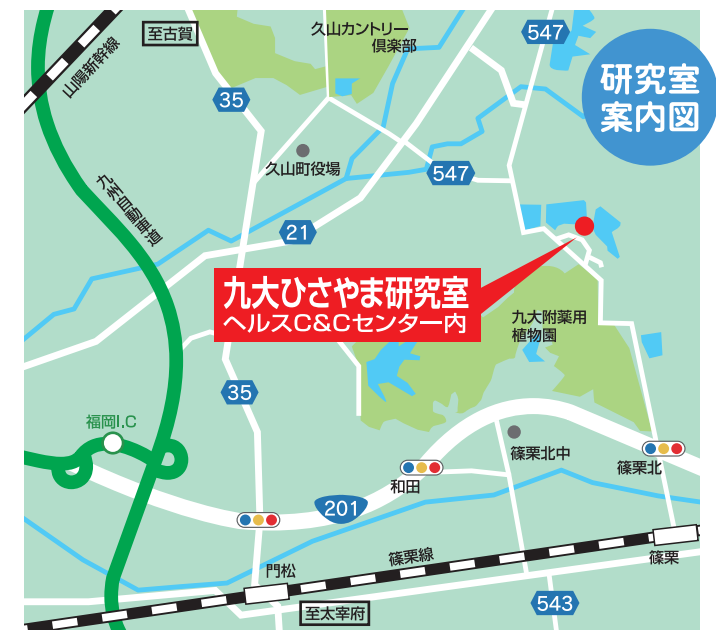 至古賀
久山カントリー
倶楽部
547
研究室
案内図
山陽新幹線
35
久山町役場
547
九州自動車道
21
九大ひさやま研究室
ヘルスC&Cセンター内
九大附薬用
植物園
35
福岡I.C
篠栗北中
篠栗北
和田
201
篠栗線
篠栗
門松
至太宰府
543